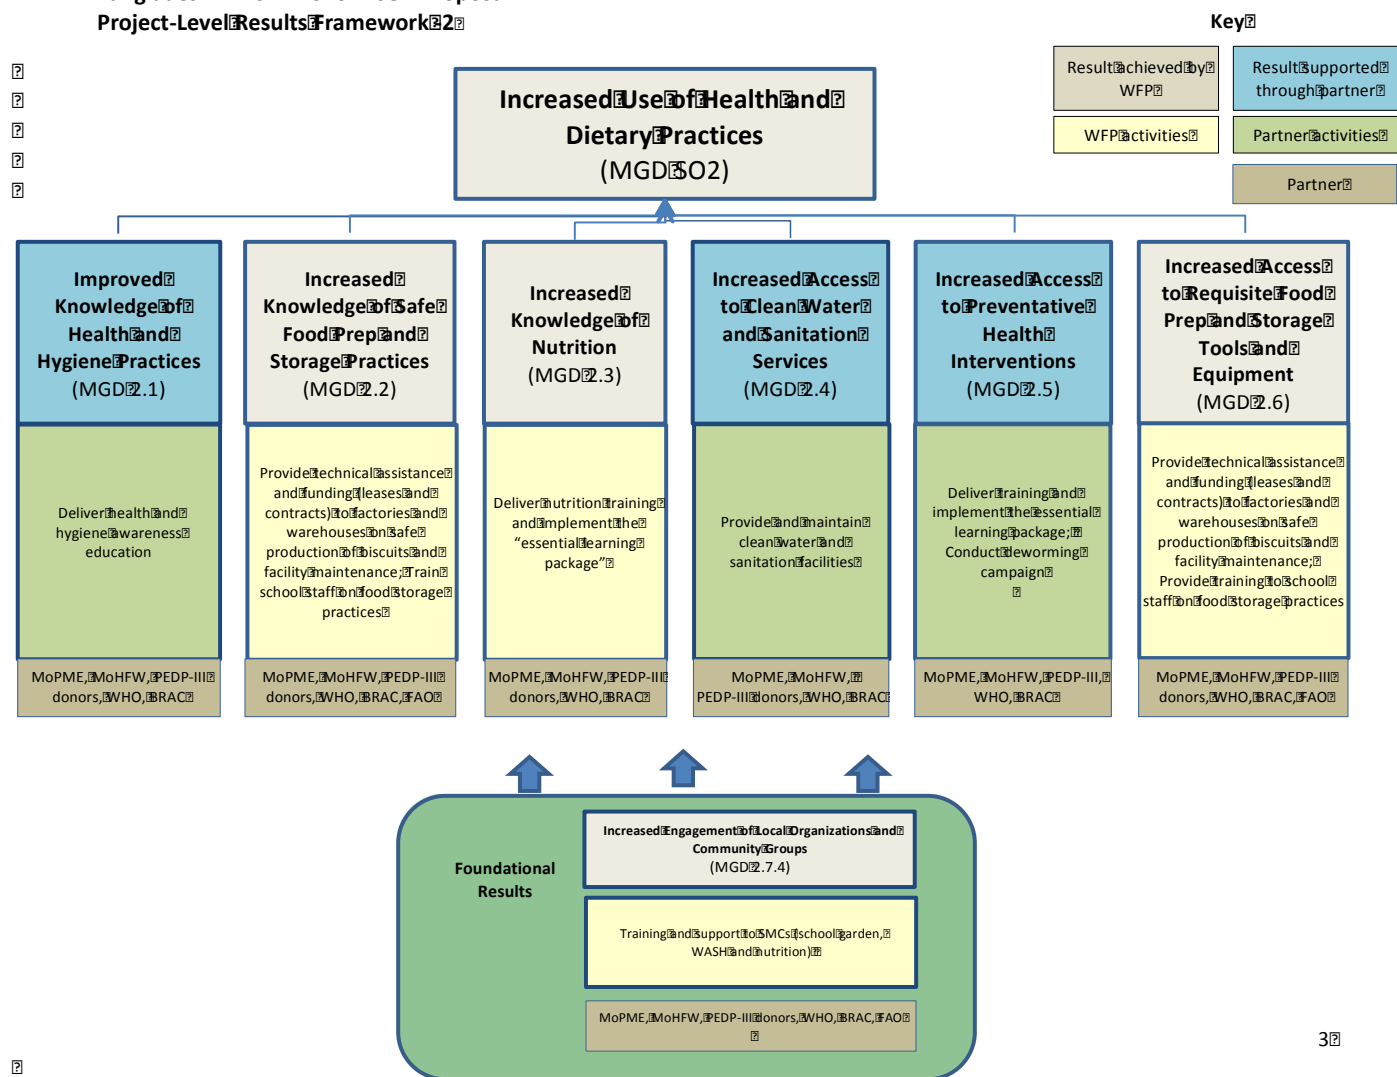 Project-Level Results Framework 2
Key
Result achieved by
WFP
Result supported
through partner
WFP activities
Partner activities
Partner
Increased Use of Health and
Dietary Practices
(MGD SO2)
Improved
Knowledge of
Health and
Hygiene Practices
(MGD 2.1)
Increased
Knowledge of Safe
Food Prep and
Storage Practices
(MGD 2.2)
Increased
Knowledge of
Nutrition
(MGD 2.3)
Increased Access
to Clean Water
and Sanitation
Services
(MGD 2.4)
Increased Access
to Preventative
Health
Interventions
(MGD 2.5)
Increased Access
to Requisite Food
Prep and Storage
Tools and
Equipment
(MGD 2.6)
Deliver health and
hygiene awareness
education
Provide technical assistance
and funding (leases and
contracts) to factories and
warehouses on safe
production of biscuits and
facility maintenance; Train
school staff on food storage
practices
Deliver nutrition training
and implement the
“essential learning
package”
Provide and maintain
clean water and
sanitation facilities
Deliver training and
implement the essential
learning package;
Conduct deworming
campaign
Provide technical assistance
and funding (leases and
contracts) to factories and
warehouses on safe
production of biscuits and
facility maintenance;
Provide training to school
staff on food storage practices
MoPME, MoHFW, PEDP-III
donors, WHO, BRAC
MoPME, MoHFW, PEDP-III
donors, WHO, BRAC, FAO
MoPME, MoHFW, PEDP-III
donors, WHO, BRAC
MoPME, MoHFW,
PEDP-III donors, WHO, BRAC
MoPME, MoHFW, PEDP-III,
WHO, BRAC
MoPME, MoHFW, PEDP-III
donors, WHO, BRAC, FAO
Foundational
Results
Increased Engagement of Local Organizations and
Community Groups
(MGD 2.7.4)
Training and support to SMCs (school garden,
WASH and nutrition)
MoPME, MoHFW, PEDP-III donors, WHO, BRAC, FAO
3